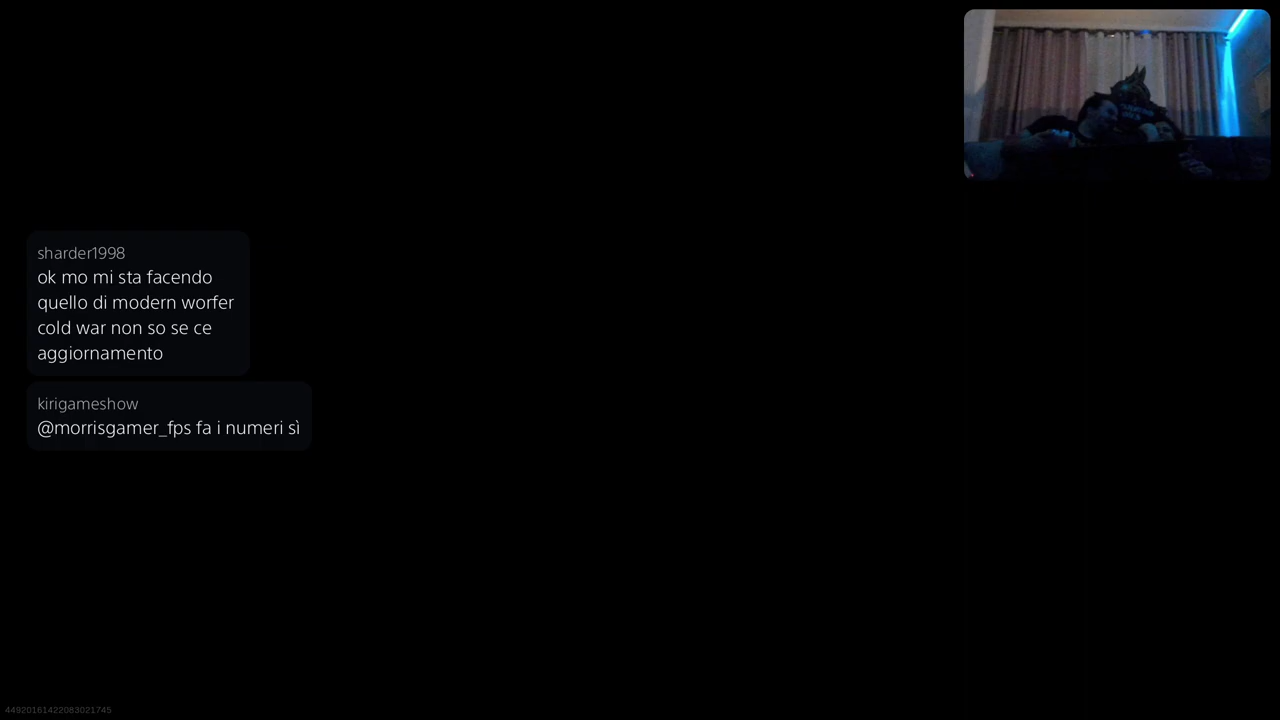 sharder1998
ok mo mi sta facendo
quello di modern worfer
cold war non so se ce
aggiornamento
kirigameshow
@morrisgamer_fps fa i numeri sì
44920161422083021745